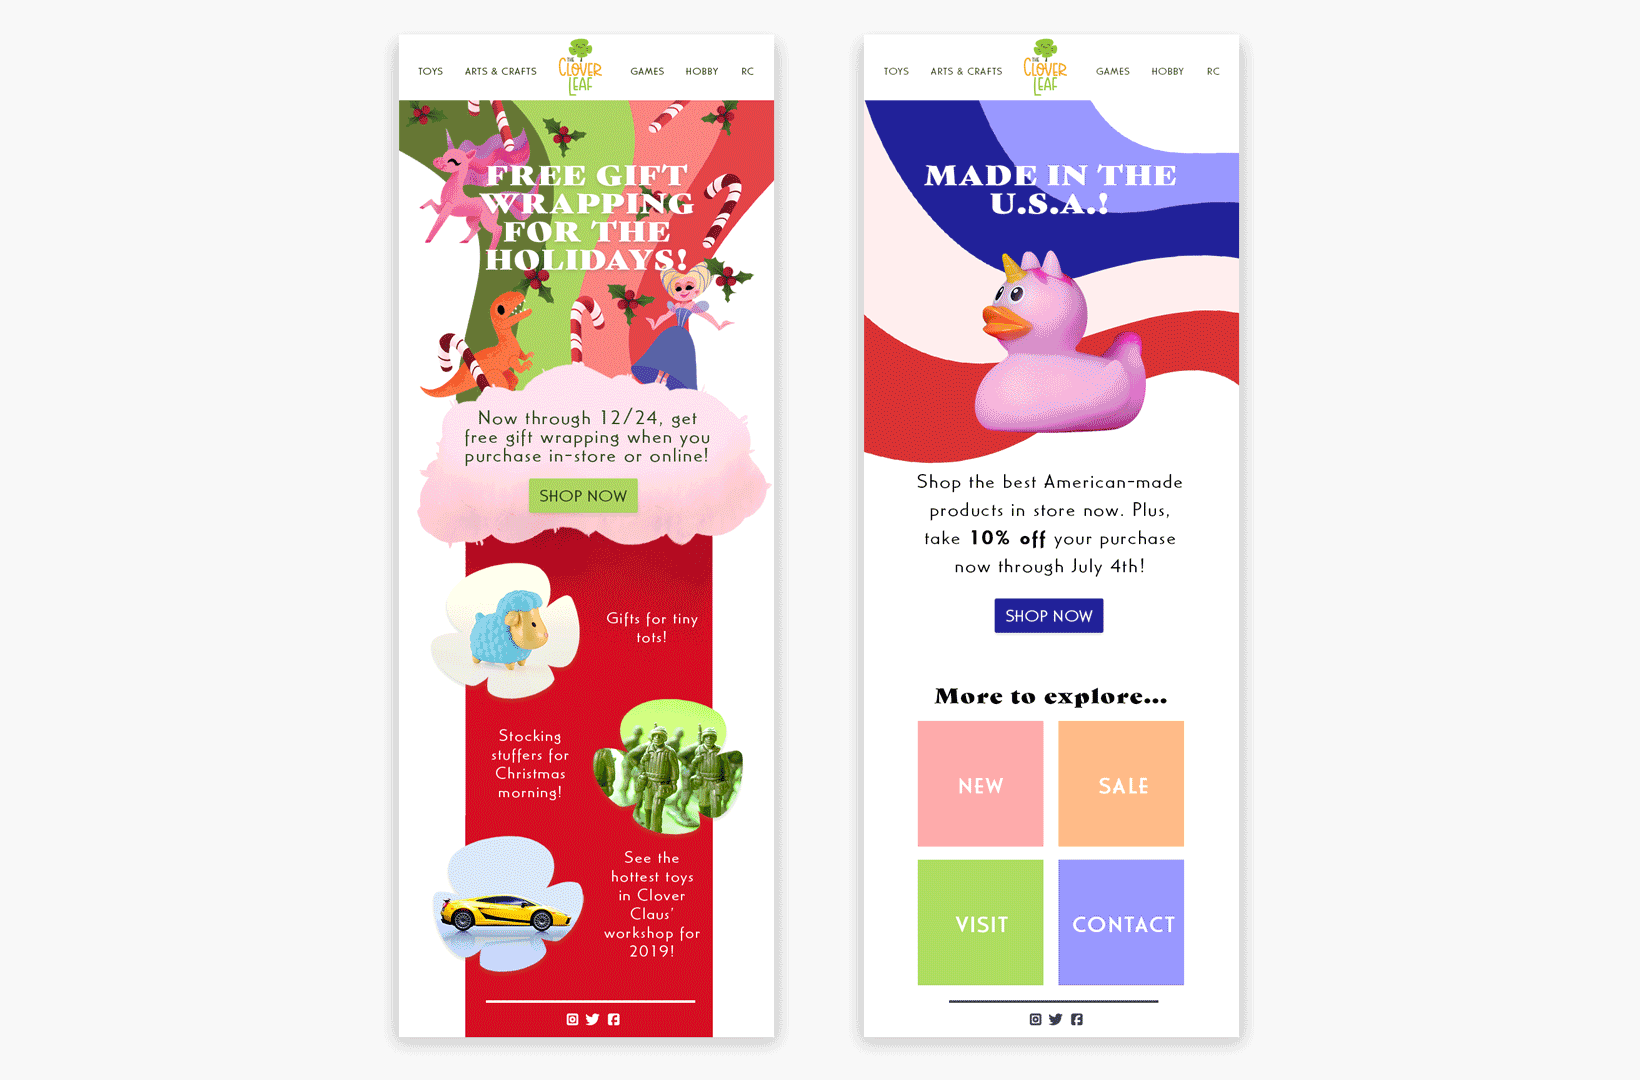 TOYS
ARTS & CRAFTS
THE
CLOVER
LEAF
GAMES
HOBBY
RC
FREE GIFT
WRAPPING
FOR THE
HOLIDAYS!
Now through 12/24, get
free gift wrapping when you
purchase in-store or online!
SHOP NOW
Gifts for tiny
tots!
Stocking
stuffers for
Christmas
morning!
See the
hottest toys
in Clover
Claus'
workshop for
2019!
TOYS
ARTS & CRAFTS
THE
CLOVER
LEAF
GAMES
HOBBY
RC
MADE IN THE
U.S.A.!
Shop the best American-made
products in store now. Plus,
take 10% off your purchase
now through July 4th!
SHOP NOW
More to explore...
NEW
SALE
VISIT
CONTACT